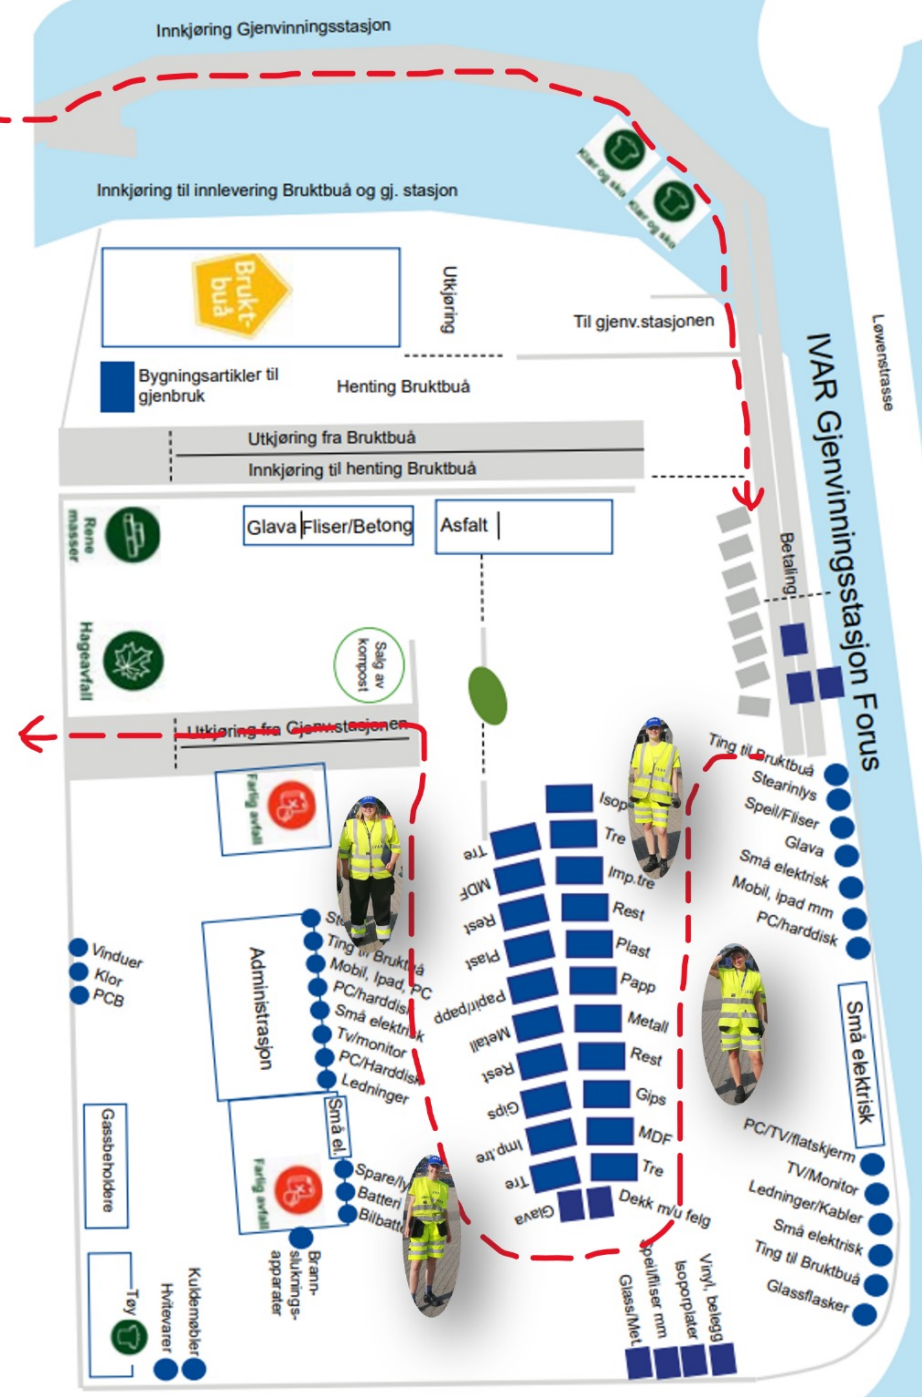 Innkjøring Gjenvinningsstasjon
Klær og sko
Klær og sko
Innkjøring til innlevering Bruktbuå og gj. stasjon
Brukt-
buå
Utkjøring
Til gjenv.stasjonen
Løwenstrasse
IVAR Gjenvinningsstasjon Forus
Bygningsartikler til
gjenbruk
Henting Bruktbuå
Utkjøring fra Bruktbuå
Innkjøring til henting Bruktbuå
Rene
masser
Glava
Fliser/Betong
Asfalt
Betaling
Hageavfall
Salg av
kompost
Utkjøring fra Gjenv.stasjonen
Farlig avfall
Ting til Bruktbuå
Stearinlys
Speil/Fliser
Glava
Små elektrisk
Mobil, ipad mm
PC/harddisk
Små elektrisk
PC/TV/flatskjerm
TV/Monitor
Ledninger/Kabler
Små elektrisk
Ting til Bruktbuå
Glassflasker
Tre
Imp.tre
Rest
Plast
Papp
Metall
Rest
Gips
MDF
Tre
Dekk m/u felg
Tre
MDF
Rest
Plast
Papir/papp
Metall
Rest
Gips
Imp.tre
Tre
Glava
Vinduer
Klor
PCB
Administrasjon
Ting til Bruktbuå
Mobil, Ipad, PC
PC/harddisk
Små elektrisk
Tv/monitor
PC/Harddisk
Ledninger
Små el.
Gassbeholdere
Farlig avfall
Batteri
Brann-
sluknings-
apparater
Tøy
Hvitevarer
Kuldemøbler
Glass/Met.
Speil/fliser mm
Isoporplater
Vinyl, belegg